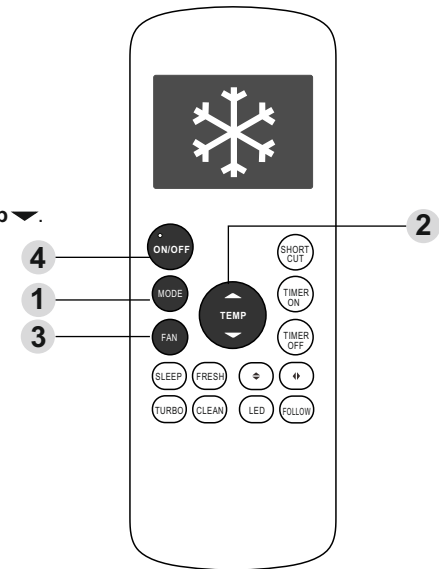 p
2
4
ON/OFF
SHORT
CUT
1
MODE
TEMP
TIMER
ON
3
FAN
TIMER
OFF
SLEEP
FRESH
TURBO
CLEAN
LED
FOLLOW